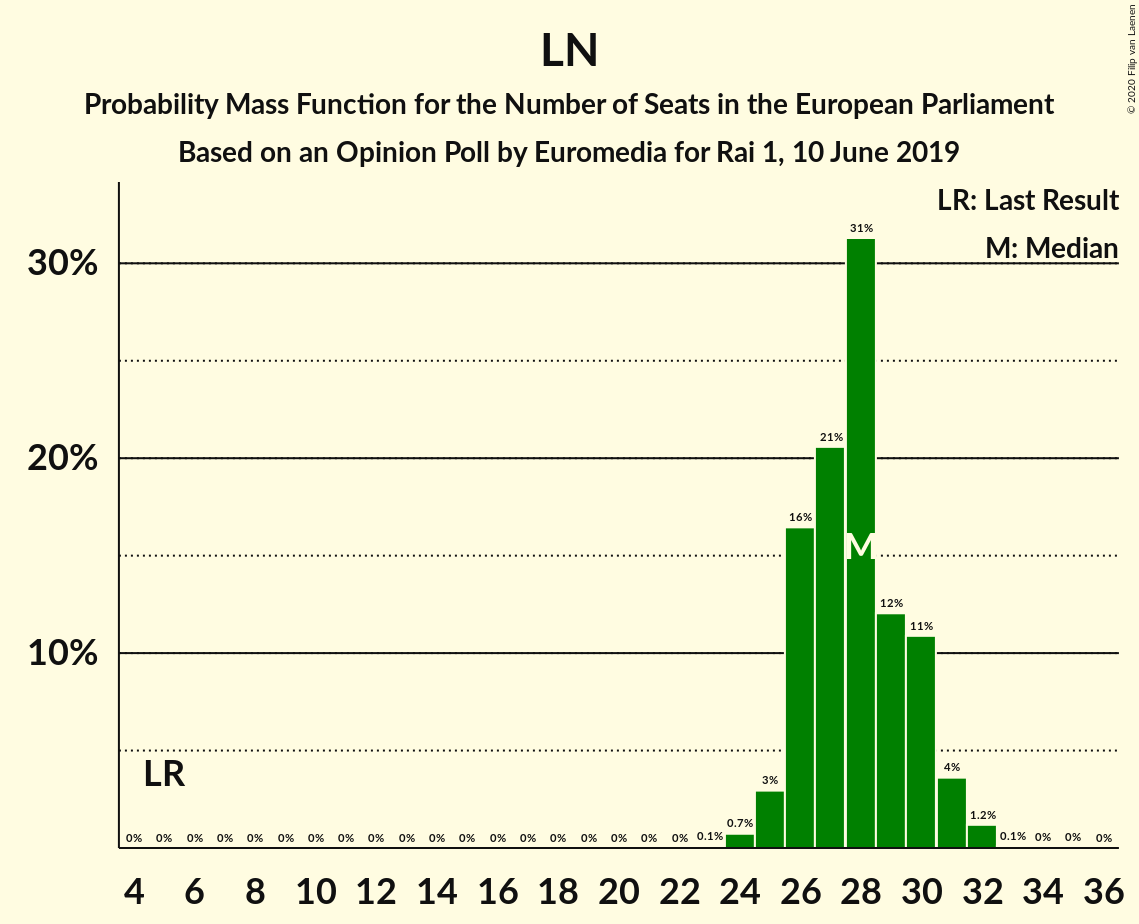 LN
Probability Mass Function for the Number of Seats in the European Parliament
Based on an Opinion Poll by Euromedia for Rai 1, 10 June 2019
© 2020 Filip van Laenen
LR: Last Result
M: Median
30%
20%
10%
31%
21%
16%
M
12%
11%
LR
0% 0% 0% 0% 0% 0% 0% 0% 0% 0% 0% 0% 0% 0% 0% 0% 0% 0% 0% 0.1% 0.7% 3% 4% 1.2% 0.1% 0% 0% 0%
4 6 8 10 12 14 16 18 20 22 24 26 28 30 32 34 36